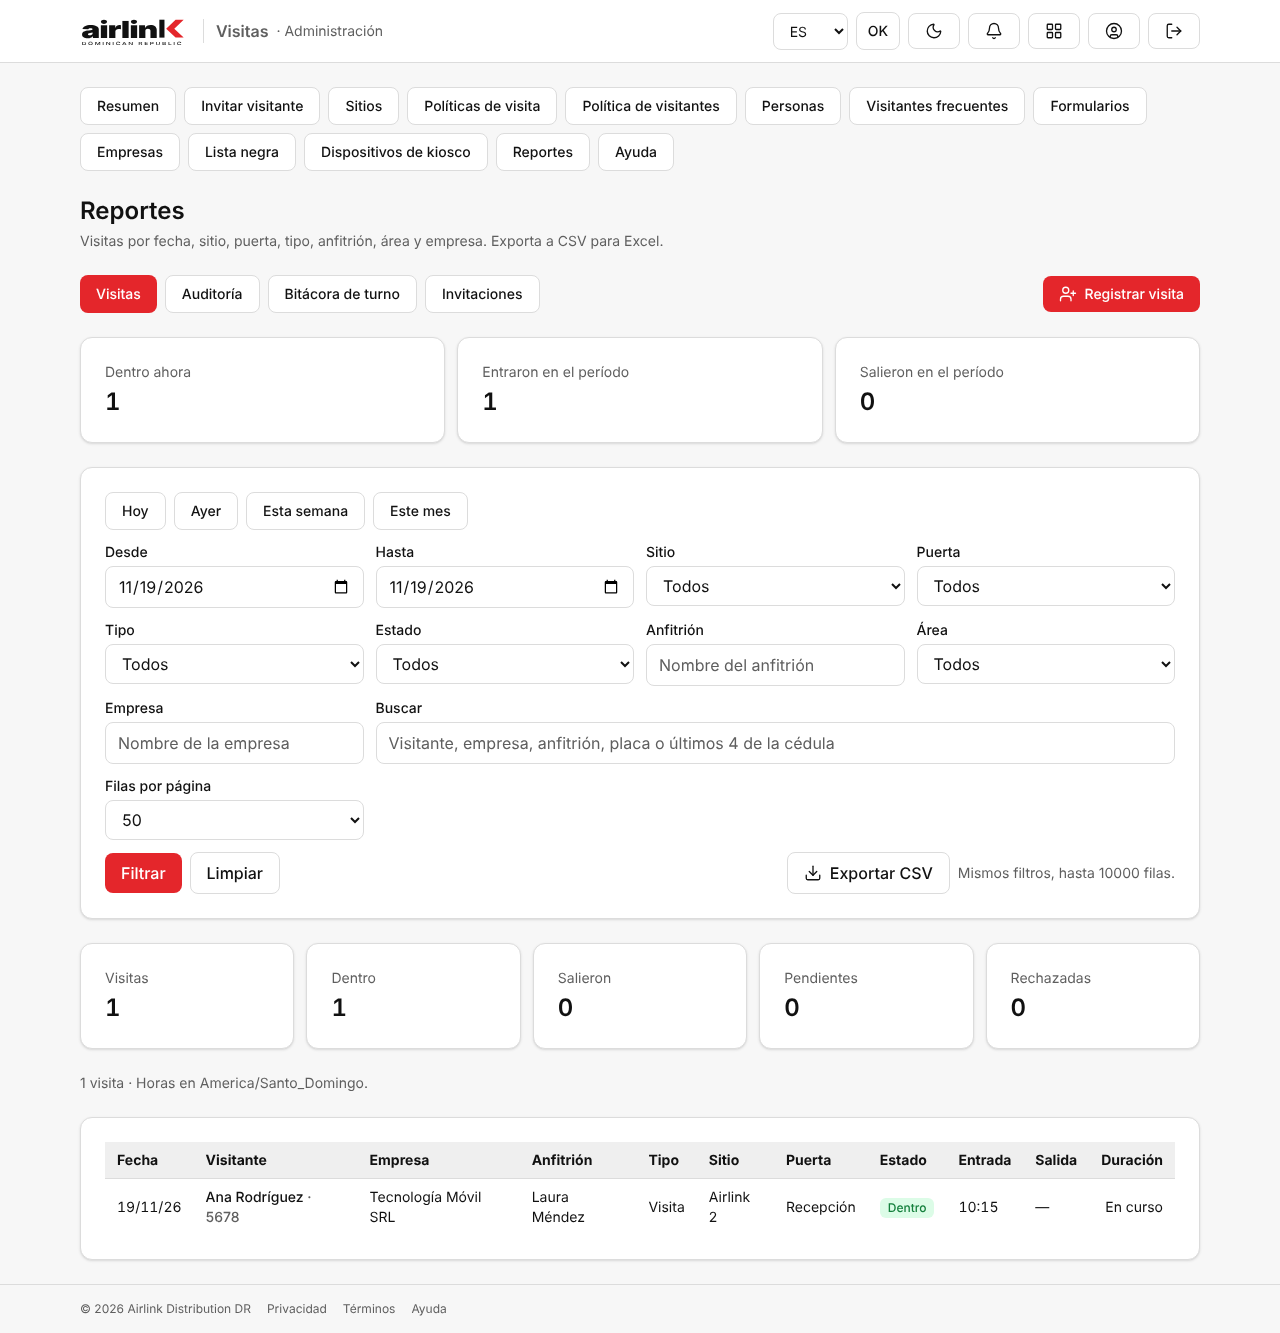 airlink
DOMINICAN REPUBLIC
Visitas · Administración
ES
OK
Resumen
Invitar visitante
Sitios
Políticas de visita
Política de visitantes
Personas
Visitantes frecuentes
Formularios
Empresas
Lista negra
Dispositivos de kiosco
Reportes
Ayuda
Reportes
Visitas por fecha, sitio, puerta, tipo, anfitrión, área y empresa. Exporta a CSV para Excel.
Visitas
Auditoría
Bitácora de turno
Invitaciones
Registrar visita
Dentro ahora
1
Entraron en el período
1
Salieron en el período
0
Hoy
Ayer
Esta semana
Este mes
Desde
11/19/2026
Hasta
11/19/2026
Sitio
Todos
Puerta
Todos
Tipo
Todos
Estado
Todos
Anfitrión
Nombre del anfitrión
Área
Todos
Empresa
Nombre de la empresa
Buscar
Visitante, empresa, anfitrión, placa o últimos 4 de la cédula
Filas por página
50
Filtrar
Limpiar
Exportar CSV
Mismos filtros, hasta 10000 filas.
Visitas
1
Dentro
1
Salieron
0
Pendientes
0
Rechazadas
0
1 visita · Horas en America/Santo_Domingo.
Fecha Visitante Empresa Anfitrión Tipo Sitio Puerta Estado Entrada Salida Duración
19/11/26
Ana Rodríguez ·
5678
Tecnología Móvil
SRL
Laura
Méndez
Visita
Airlink
2
Recepción
Dentro
10:15
—
En curso
© 2026 Airlink Distribution DR Privacidad Términos Ayuda